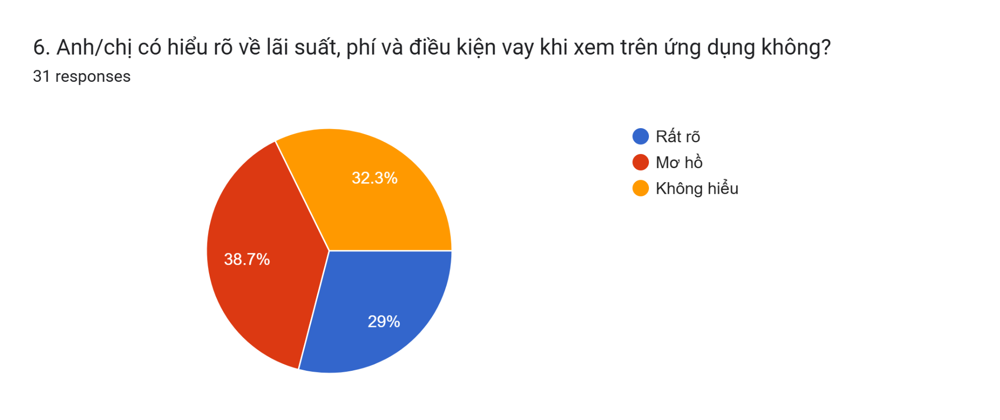 6. Anh/chị có hiểu rõ về lãi suất, phí và điều kiện vay khi xem trên ứng dụng không?
31 responses
32.3%
38.7%
29%
Rất rõ
Mơ hồ
Không hiểu